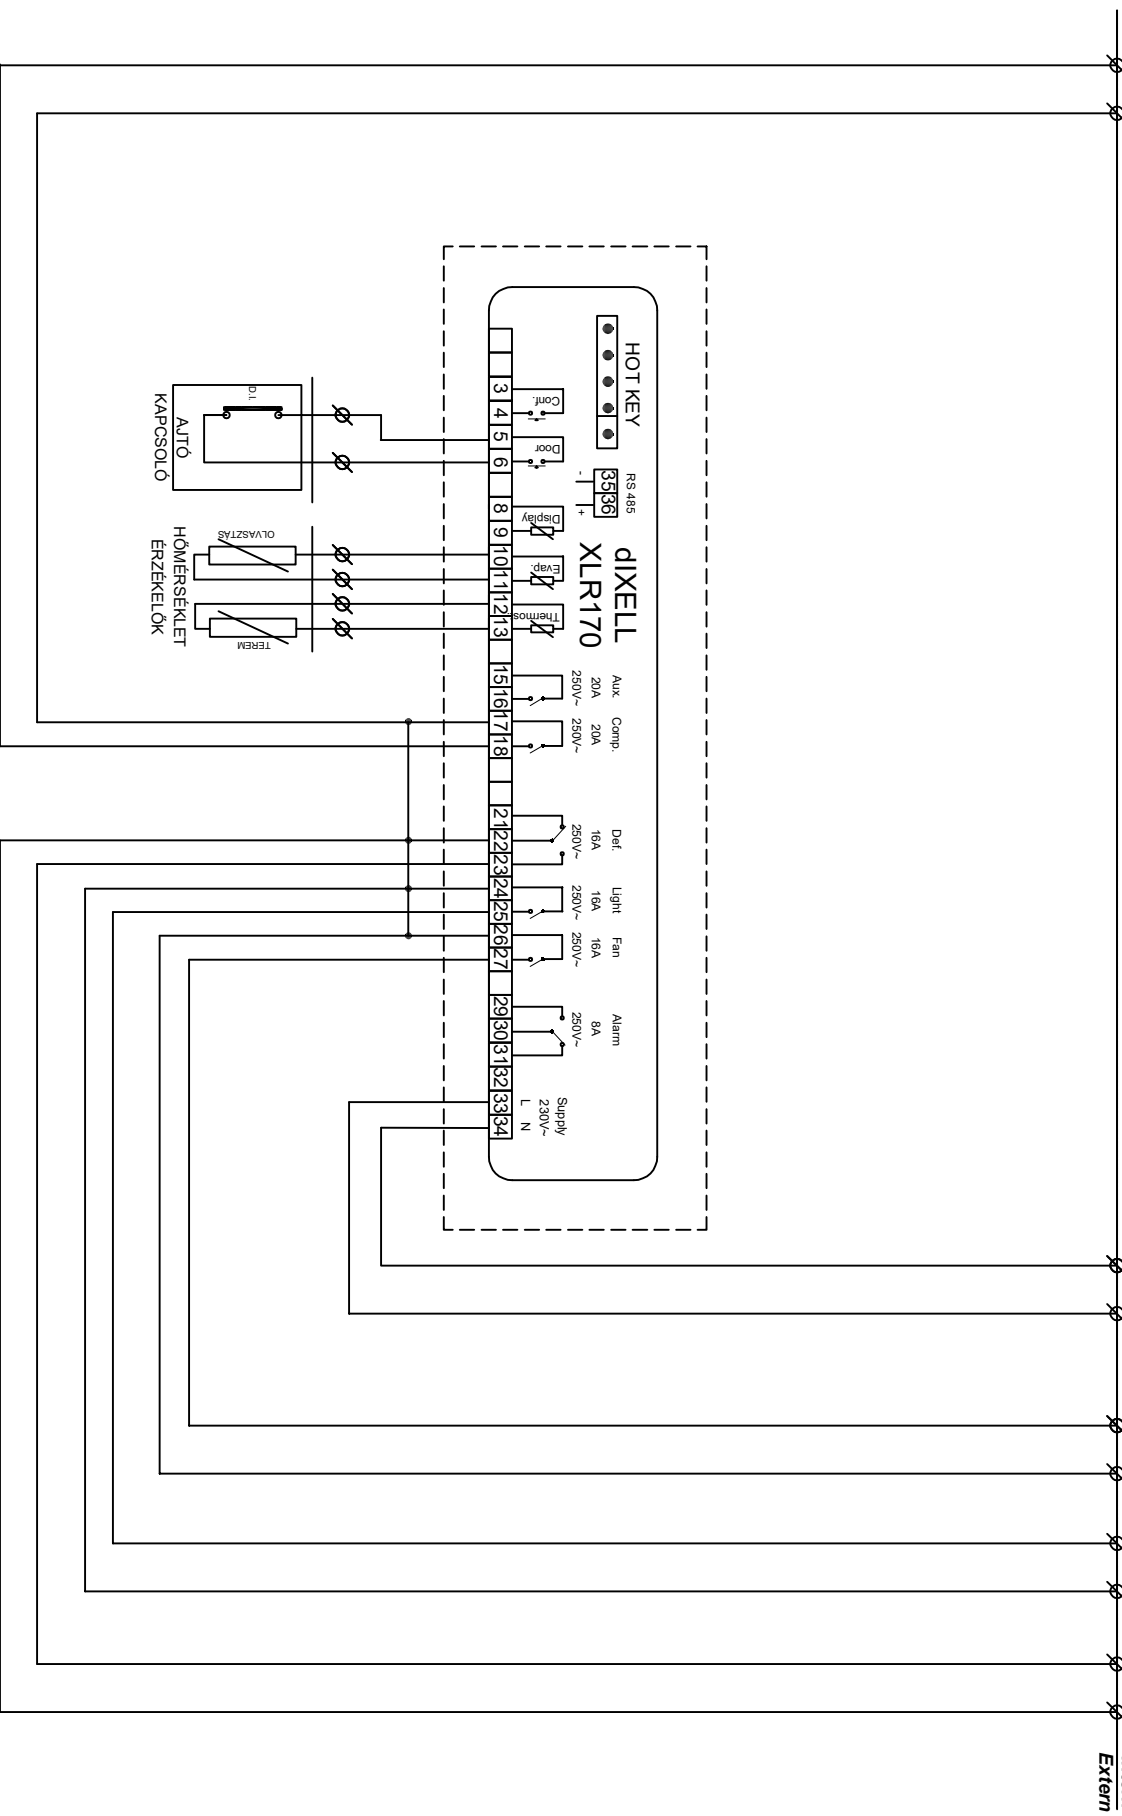 HOT KEY
RS 485
35 36
-
+
dIXELL
XLR170
3
4
5
6
8
9
10
11
12
13
15
16
17
18
21
22
23
24
25
26
27
29
30
31
32
33
34
Conf.
Door
Display
Evap.
Thermos.
Aux.
20A
250V~
Comp.
20A
250V~
Def.
16A
250V~
Light
16A
250V~
Fan
16A
250V~
Alarm
8A
250V~
Supply
230V~
L N
D.I.
AJTÓ
KAPCSOLÓ
OLVASZTÁS
TEREM
HŐMÉRSÉKLET
ÉRZÉKELŐK
Extern